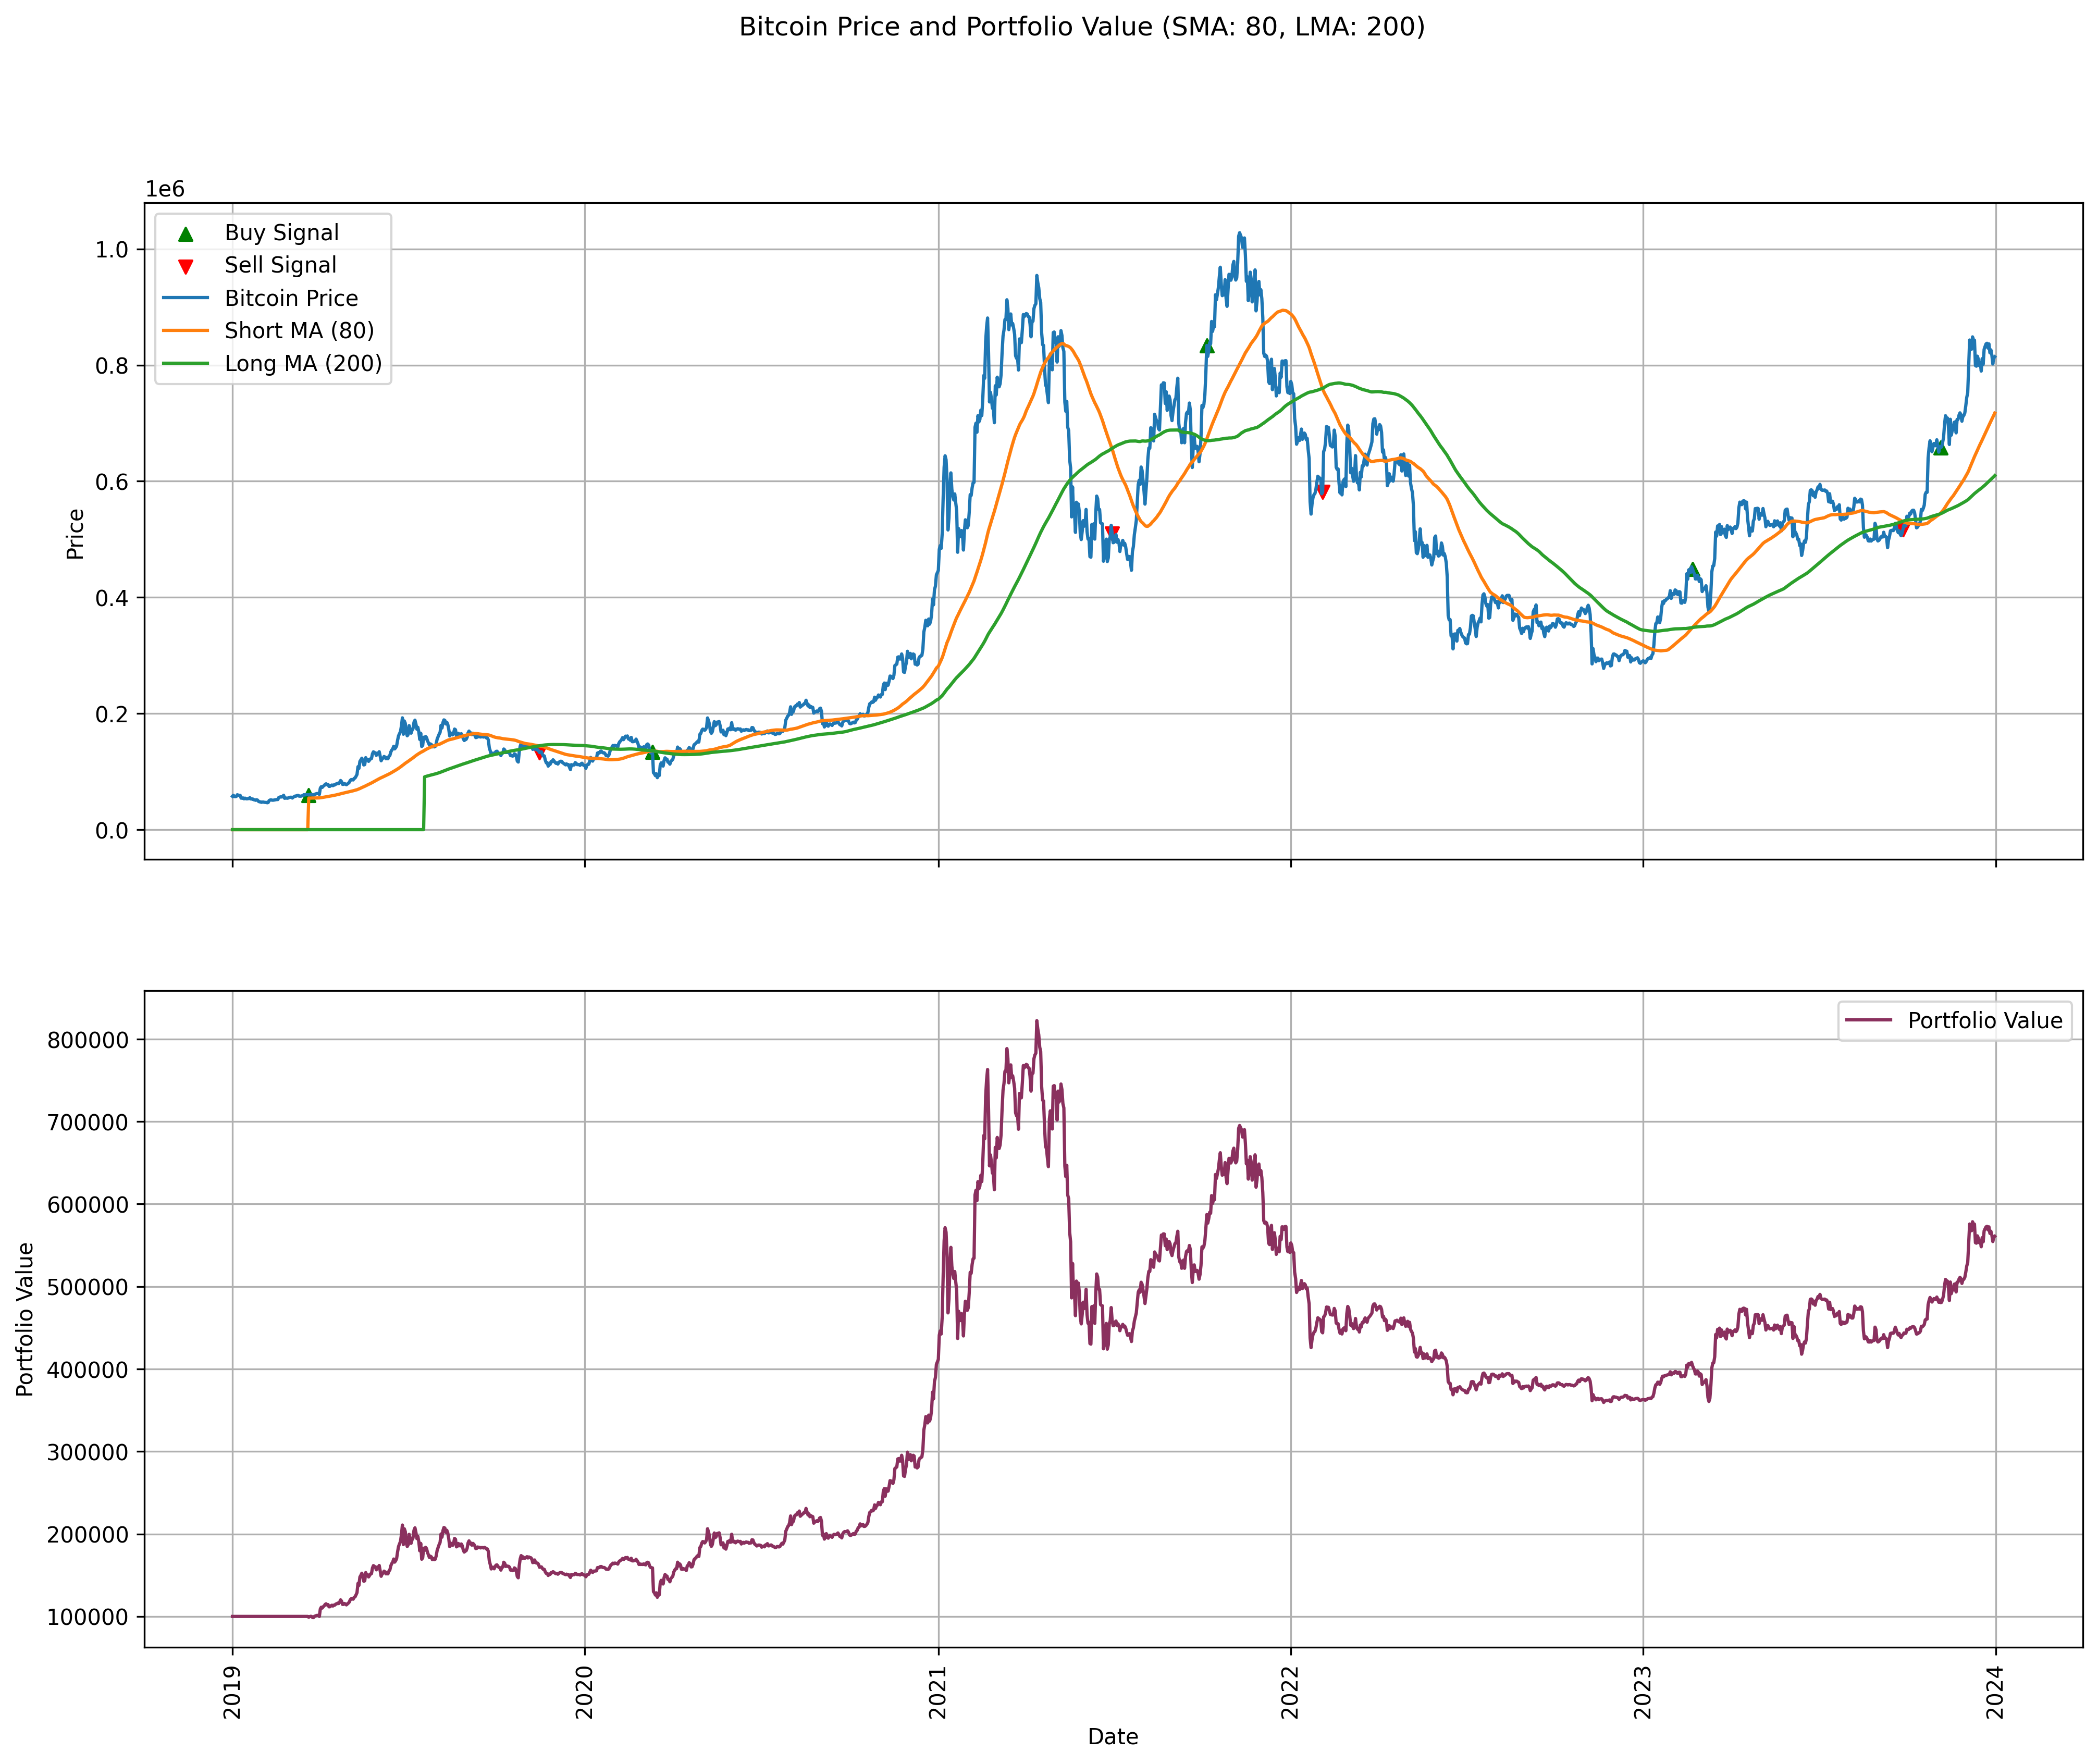 Bitcoin Price and Portfolio Value (SMA: 80, LMA: 200)
1e6
Buy Signal
Sell Signal
Bitcoin Price
Short MA (80)
Long MA (200)
Price
1.0
0.8
0.6
0.4
0.2
0.0
Portfolio Value
Portfolio Value
800000
700000
600000
500000
400000
300000
200000
100000
2019
2020
2021
2022
2023
2024
Date